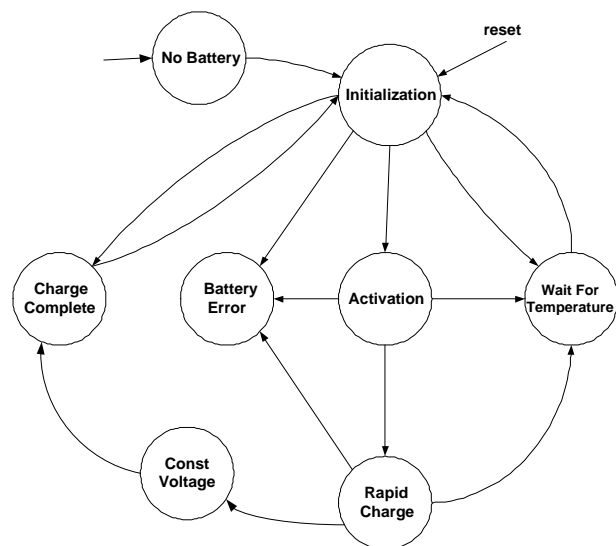 reset
No Battery
Initialization
Charge
Complete
Battery
Error
Activation
Wait For
Temperature
Const
Voltage
Rapid
Charge